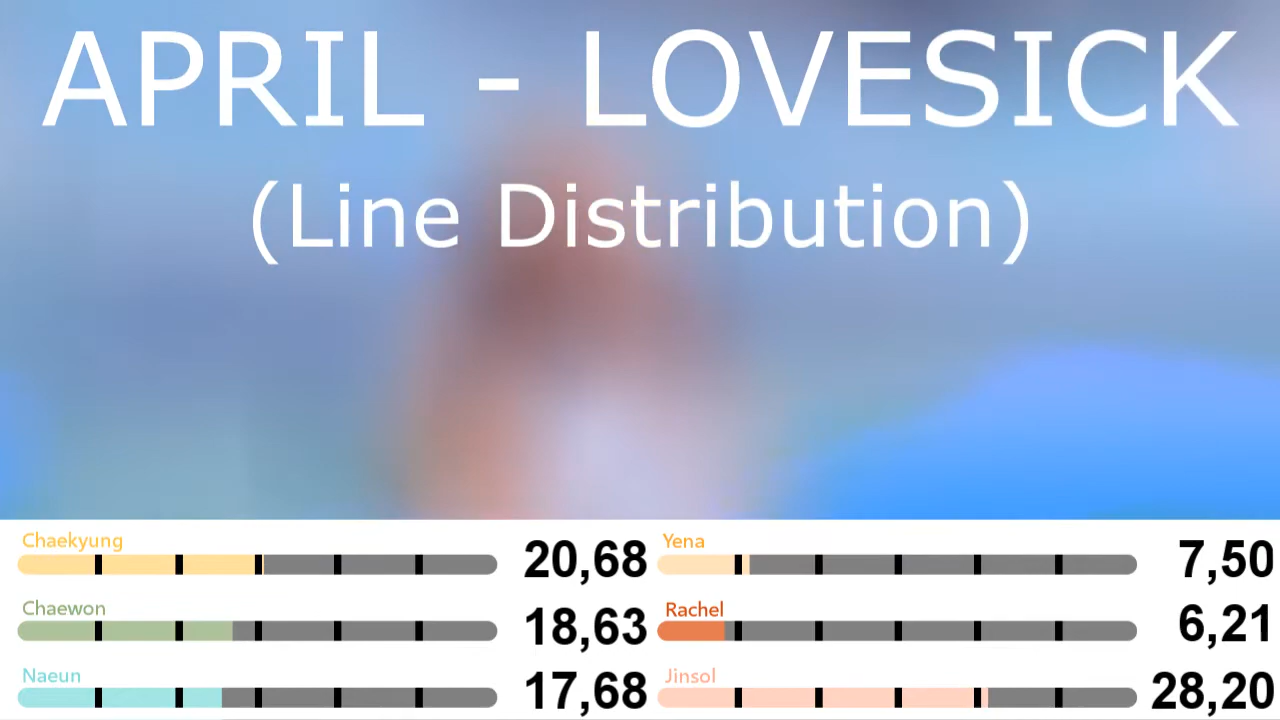 APRIL - LOVESICK
(Line Distribution)
Chaekyung 20,68
Yena 7,50
Chaewon 18,63
Rachel 6,21
Naeun 17,68
Jinsol 28,20